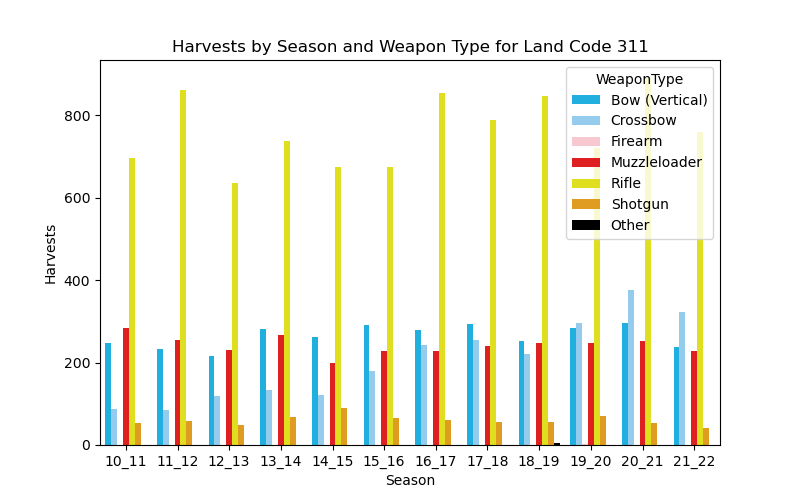 Harvests by Season and Weapon Type for Land Code 311
WeaponType
Bow (Vertical)
Crossbow
Firearm
Muzzleloader
Rifle
Shotgun
Other
800
600
400
200
0
Harvests
10_11 11_12 12_13 13_14 14_15 15_16 16_17 17_18 18_19 19_20 20_21 21_22
Season